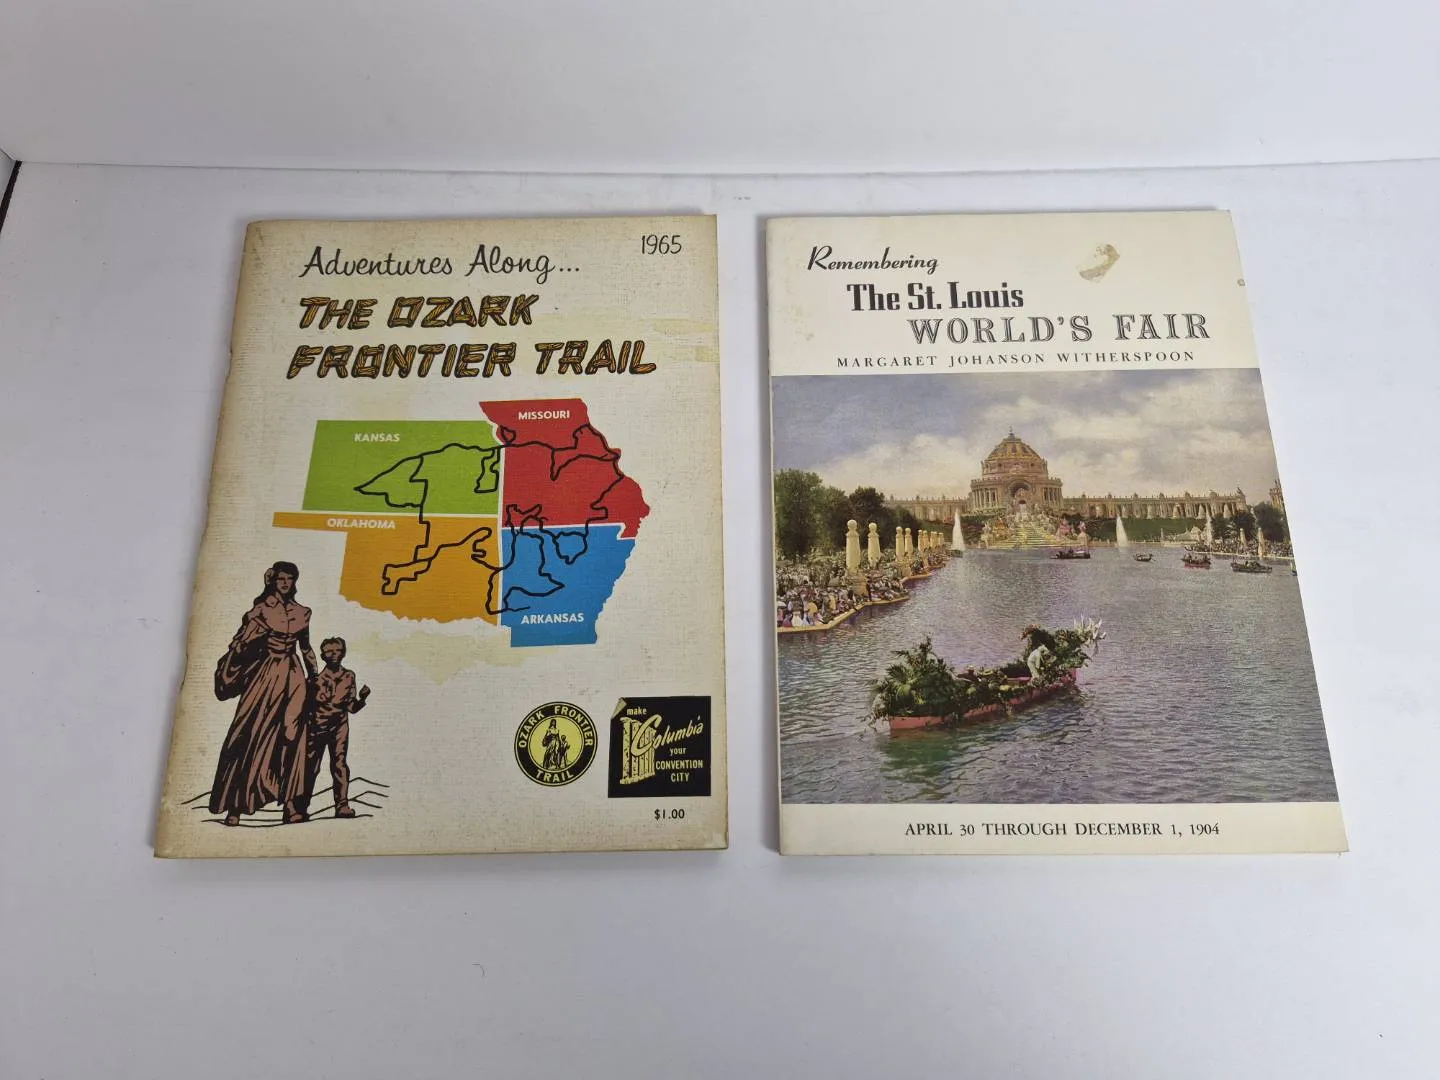 Adventures Along...
1965
THE OZARK
FRONTIER TRAIL
MISSOURI
KANSAS
OKLAHOMA
ARKANSAS
OZARK FRONTIER
TRAIL
make
Columbia
your
CONVENTION
CITY
$1.00
Remembering
The St. Louis
WORLD'S FAIR
MARGARET JOHANSON WITHERSPOON
APRIL 30 THROUGH DECEMBER 1, 1904